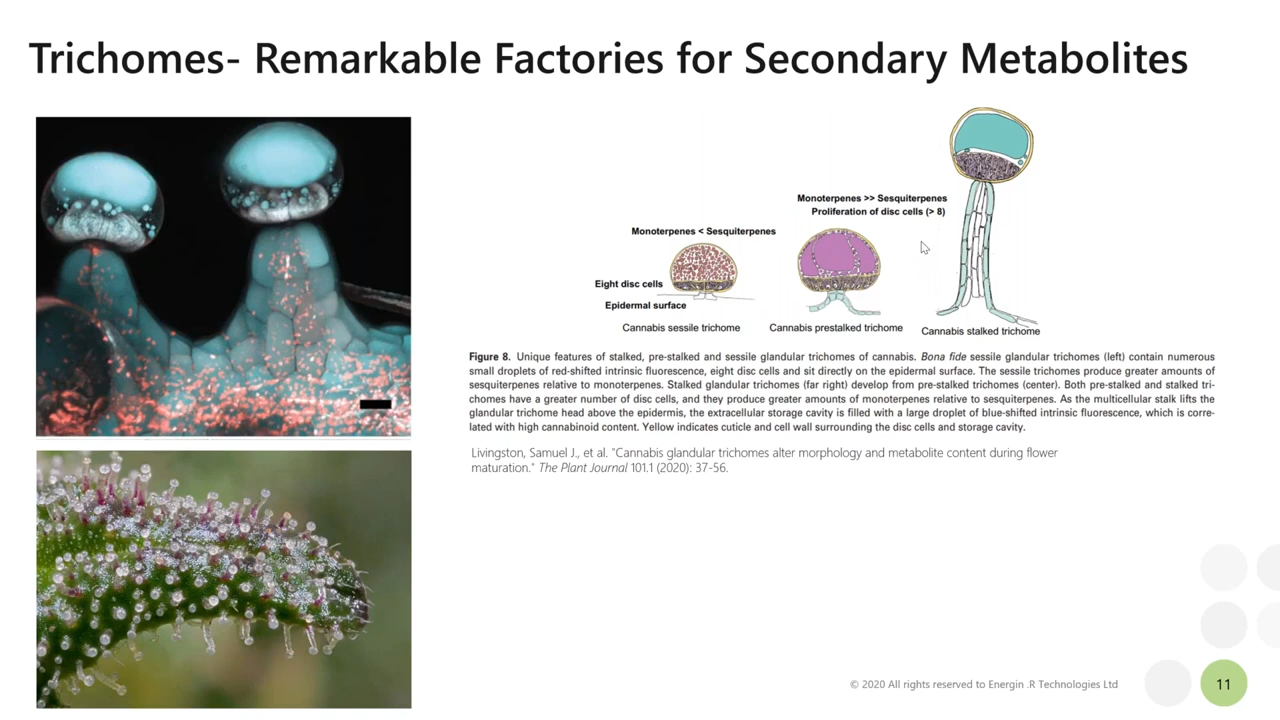 Trichomes- Remarkable Factories for Secondary Metabolites
Monoterpenes >> Sesquiterpenes
Proliferation of disc cells (> 8)
Monoterpenes < Sesquiterpenes
Eight disc cells
Epidermal surface
Cannabis sessile trichome
Cannabis prestalked trichome
Cannabis stalked trichome
Figure 8. Unique features of stalked, pre-stalked and sessile glandular trichomes of cannabis. Bona fide sessile glandular trichomes (left) contain numerous
small droplets of red-shifted intrinsic fluorescence, eight disc cells and sit directly on the epidermal surface. The sessile trichomes produce greater amounts of
sesquiterpenes relative to monoterpenes. Stalked glandular trichomes (far right) develop from pre-stalked trichomes (center). Both pre-stalked and stalked tri-
chomes have a greater number of disc cells, and they produce greater amounts of monoterpenes relative to sesquiterpenes. As the multicellular stalk lifts the
glandular trichome head above the epidermis, the extracellular storage cavity is filled with a large droplet of blue-shifted intrinsic fluorescence, which is corre-
lated with high cannabinoid content. Yellow indicates cuticle and cell wall surrounding the disc cells and storage cavity.
Livingston, Samuel J., et al. "Cannabis glandular trichomes alter morphology and metabolite content during flower
maturation." The Plant Journal 101.1 (2020): 37-56.
© 2020 All rights reserved to Energin .R Technologies Ltd
11